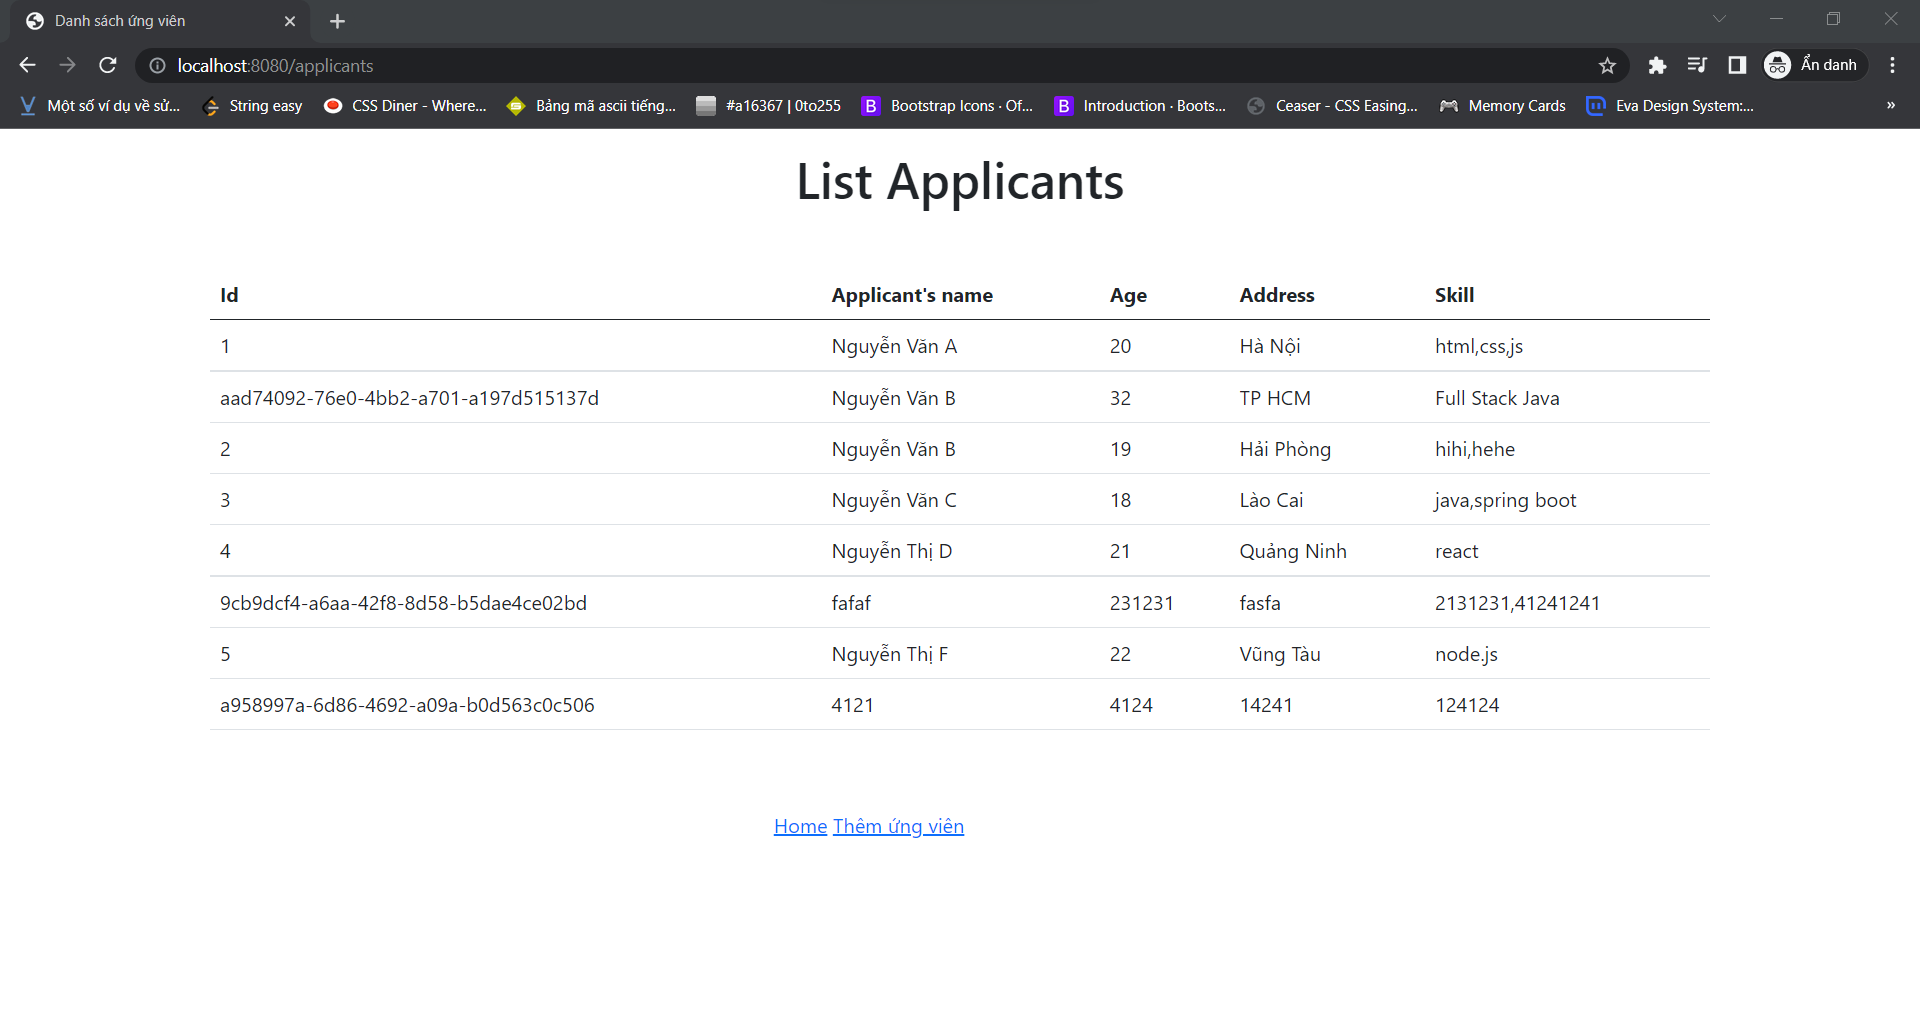 Danh sách ứng viên
localhost:8080/applicants
Ẩn danh
Một số ví dụ về sử... String easy CSS Diner - Where... Bảng mã ascii tiếng... #a16367 | 0to255 Bootstrap Icons · Of... Introduction · Boots... Ceaser - CSS Easing... Memory Cards Eva Design System:... »
List Applicants
Id Applicant's name Age Address Skill
1 Nguyễn Văn A 20 Hà Nội html,css,js
aad74092-76e0-4bb2-a701-a197d515137d Nguyễn Văn B 32 TP HCM Full Stack Java
2 Nguyễn Văn B 19 Hải Phòng hihi,hehe
3 Nguyễn Văn C 18 Lào Cai java,spring boot
4 Nguyễn Thị D 21 Quảng Ninh react
9cb9dcf4-a6aa-42f8-8d58-b5dae4ce02bd fafaf 231231 fasfa 2131231,41241241
5 Nguyễn Thị F 22 Vũng Tàu node.js
a958997a-6d86-4692-a09a-b0d563c0c506 4121 4124 14241 124124
Home Thêm ứng viên